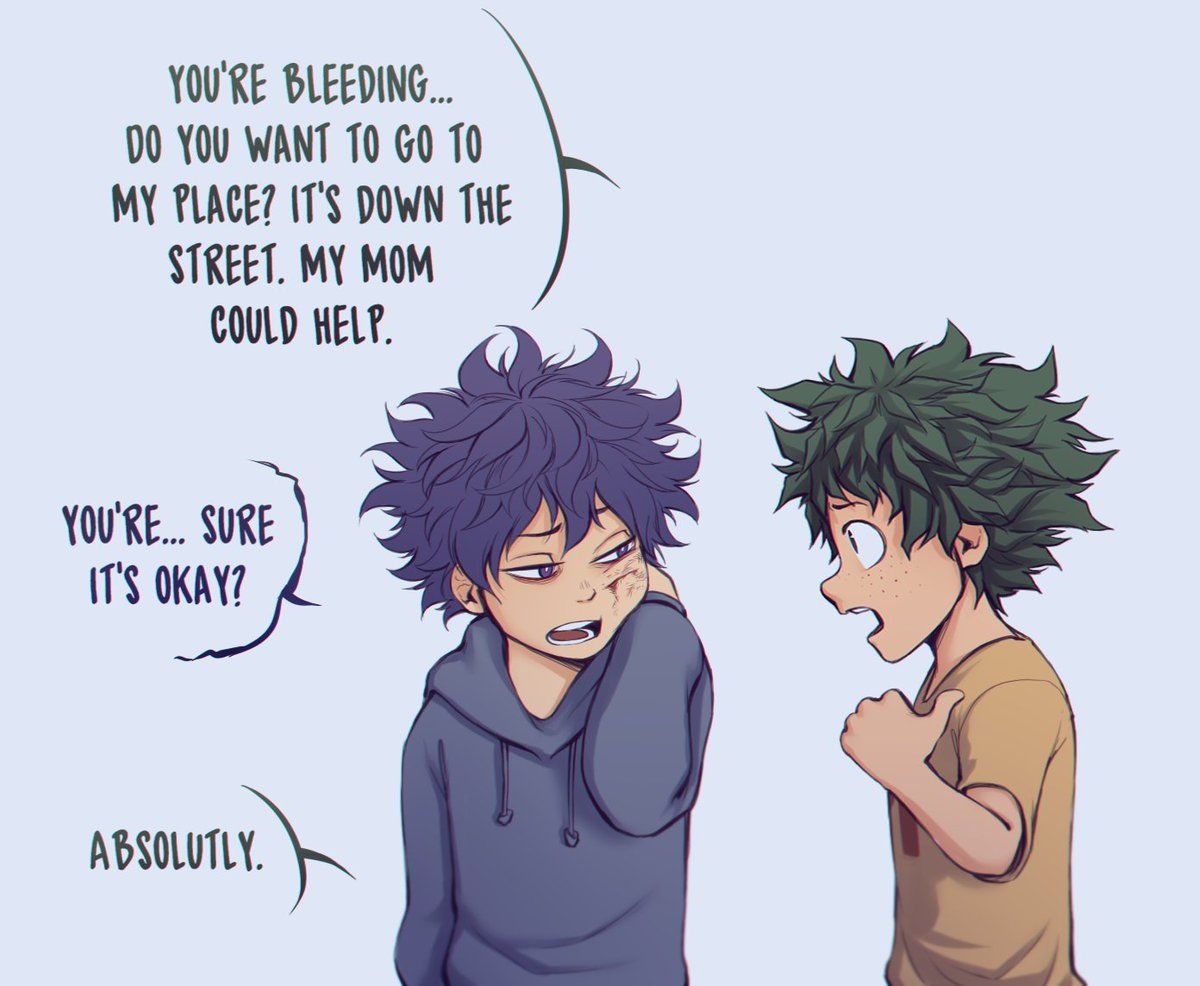 YOU'RE BLEEDING...
DO YOU WANT TO GO TO
MY PLACE? IT'S DOWN THE
STREET. MY MOM
COULD HELP.
YOU'RE... SURE
IT'S OKAY?
ABSOLUTLY.